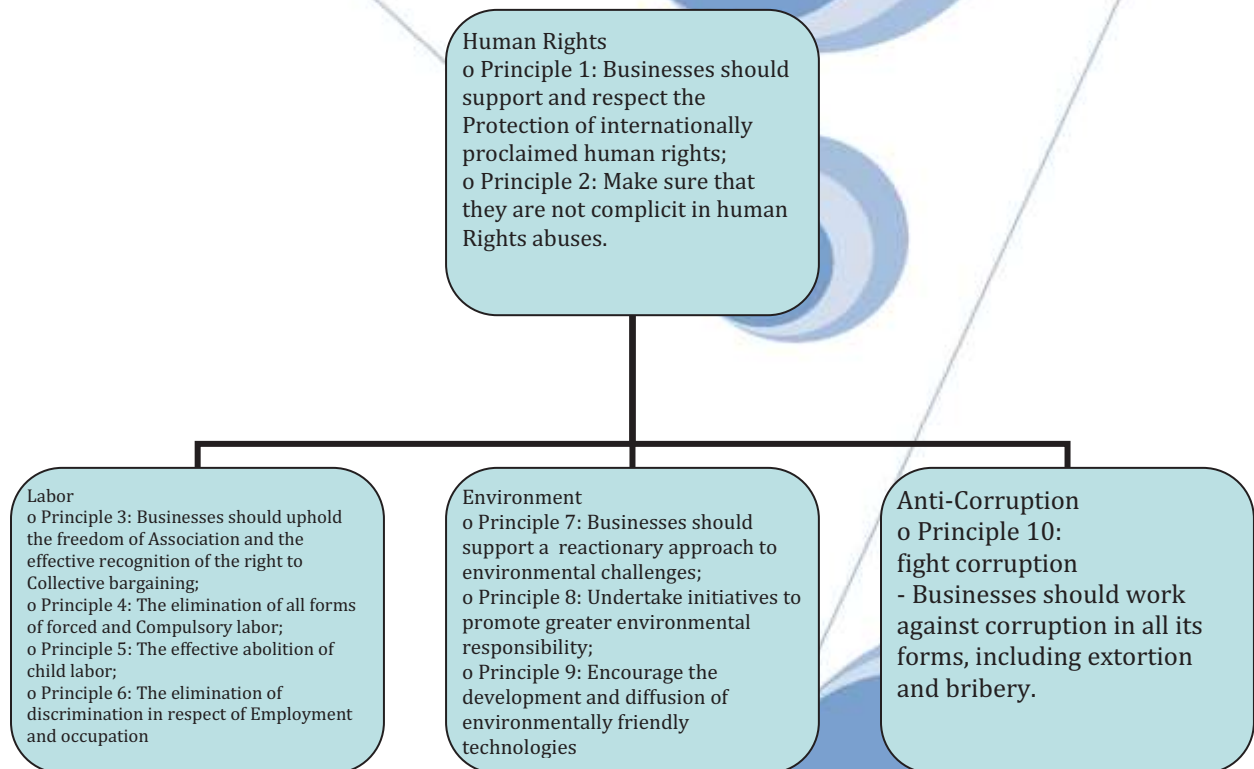 Human Rights
o Principle 1: Businesses should
support and respect the
Protection of internationally
proclaimed human rights;
o Principle 2: Make sure that
they are not complicit in human
Rights abuses.
Labor
o Principle 3: Businesses should uphold
the freedom of Association and the
effective recognition of the right to
Collective bargaining;
o Principle 4: The elimination of all forms
of forced and Compulsory labor;
o Principle 5: The effective abolition of
child labor;
o Principle 6: The elimination of
discrimination in respect of Employment
and occupation
Environment
o Principle 7: Businesses should
support a  reactionary approach to
environmental challenges;
o Principle 8: Undertake initiatives to
promote greater environmental
responsibility;
o Principle 9: Encourage the
development and diffusion of
environmentally friendly
technologies
Anti-Corruption
o Principle 10:
fight corruption
- Businesses should work
against corruption in all its
forms, including extortion
and bribery.